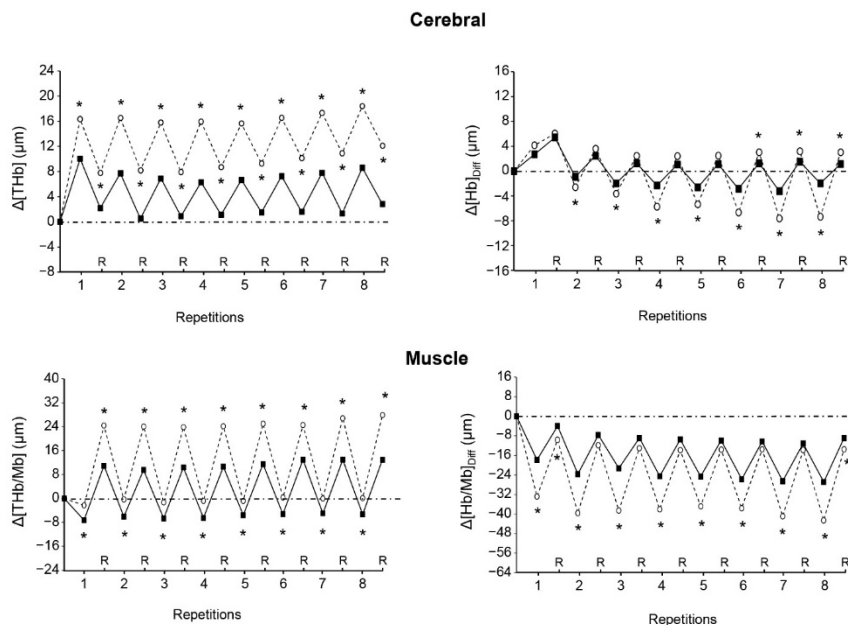 Cerebral
Δ[THb] (μm)
24
20
16
12
8
4
0
−4
−8
* * * * * * * *
* * * * * * * *
R R R R R R R R
1 2 3 4 5 6 7 8
Repetitions
Δ[Hb]Diff (μm)
16
12
8
4
0
−4
−8
−12
−16
* * *
* * * * * * *
R R R R R R R R
1 2 3 4 5 6 7 8
Repetitions
Muscle
Δ[THb/Mb] (μm)
40
32
24
16
8
0
−8
−16
−24
* * * * * * * *
* * * * * * * *
R R R R R R R R
1 2 3 4 5 6 7 8
Repetitions
Δ[Hb/Mb]Diff (μm)
16
8
0
−8
−16
−24
−32
−40
−48
−56
−64
* *
* * * * * * * *
R R R R R R R R
1 2 3 4 5 6 7 8
Repetitions